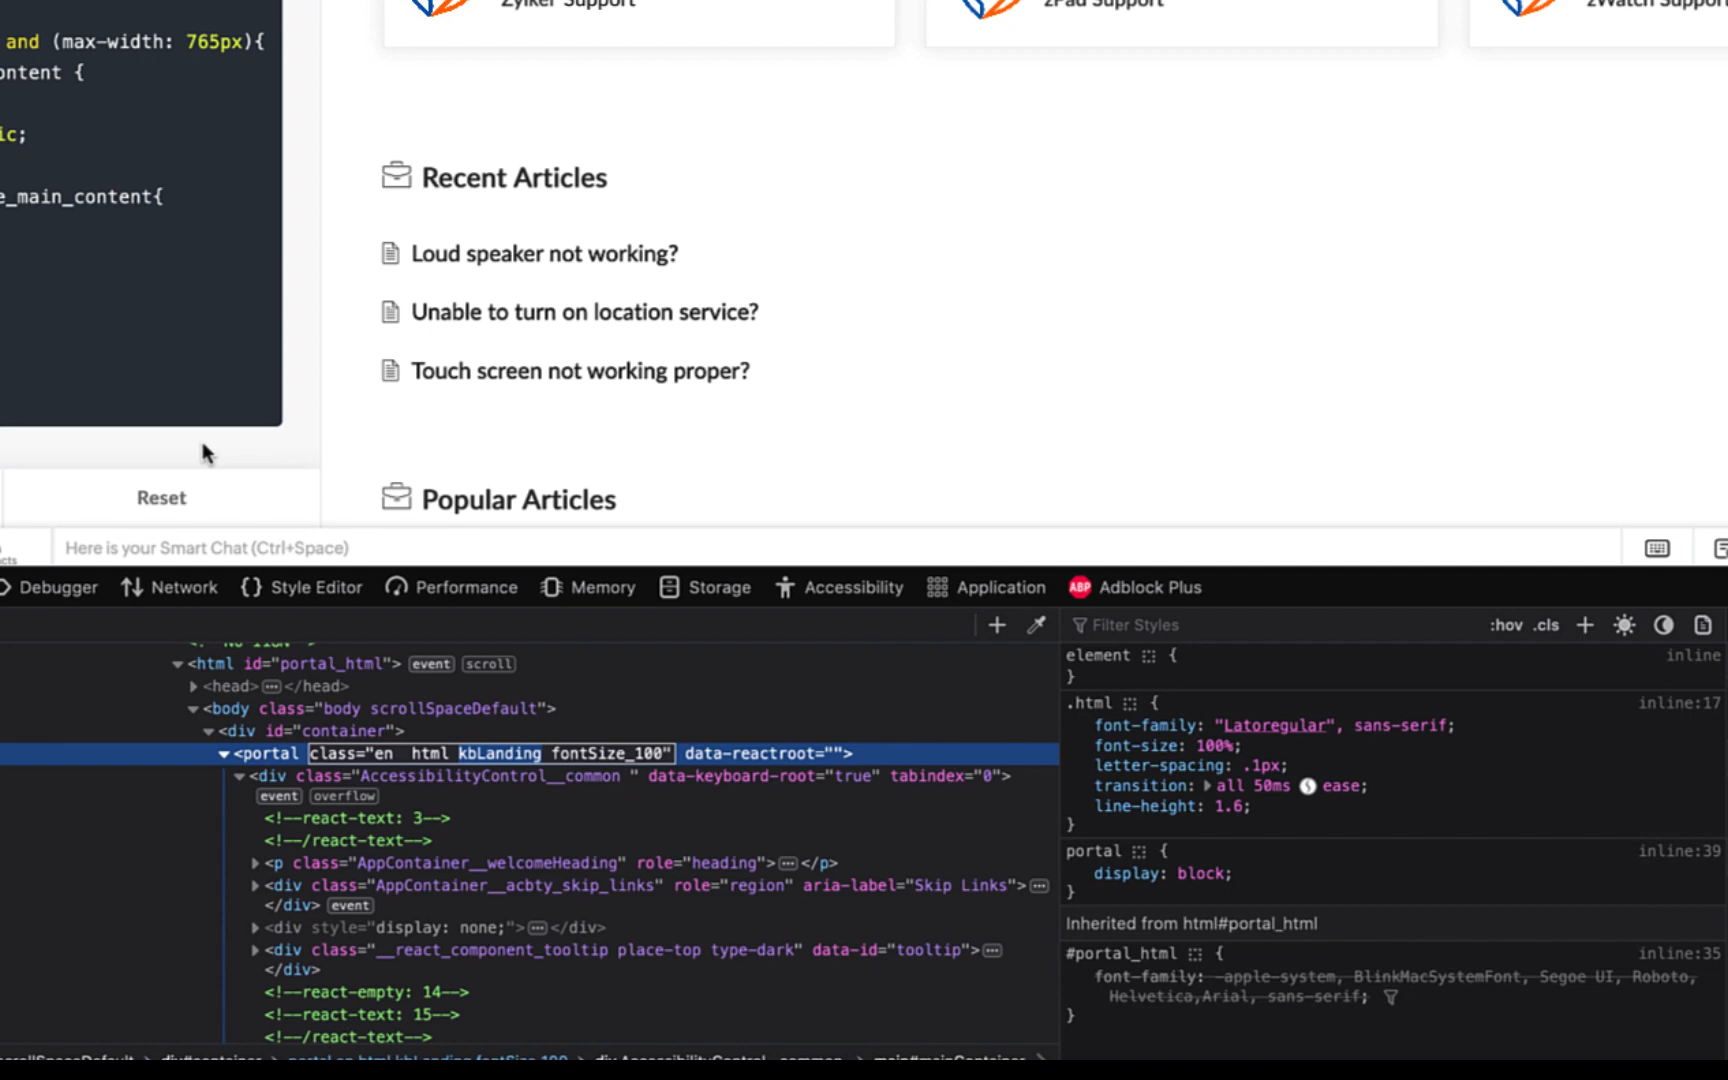 Zylker Support
zPad Support
zWatch Support
and (max-width: 765px){
ontent {
ic;
e_main_content{
Reset
Recent Articles
Loud speaker not working?
Unable to turn on location service?
Touch screen not working proper?
Popular Articles
cts
Here is your Smart Chat (Ctrl+Space)
Debugger
Network
{} Style Editor
Performance
Memory
Storage
Accessibility
Application
ABP Adblock Plus
+
Filter Styles
:hov .cls +
<html id="portal_html"> event scroll
<head>⋯</head>
<body class="body scrollSpaceDefault">
<div id="container">
<portal class="en  html kbLanding fontSize_100" data-reactroot="">
<div class="AccessibilityControl__common " data-keyboard-root="true" tabindex="0">
event overflow
<!--react-text: 3-->
<!--/react-text-->
<p class="AppContainer__welcomeHeading" role="heading">⋯</p>
<div class="AppContainer__acbty_skip_links" role="region" aria-label="Skip Links">⋯
</div> event
<div style="display: none;">⋯</div>
<div class="__react_component_tooltip place-top type-dark" data-id="tooltip">⋯
</div>
<!--react-empty: 14-->
<!--react-text: 15-->
<!--/react-text-->
element {
inline
}
.html {
inline:17
font-family: "Latoregular", sans-serif;
font-size: 100%;
letter-spacing: .1px;
transition: all 50ms ease;
line-height: 1.6;
}
portal {
inline:39
display: block;
}
Inherited from html#portal_html
#portal_html {
inline:35
font-family: -apple-system, BlinkMacSystemFont, Segoe UI, Roboto,
Helvetica,Arial, sans-serif;
}